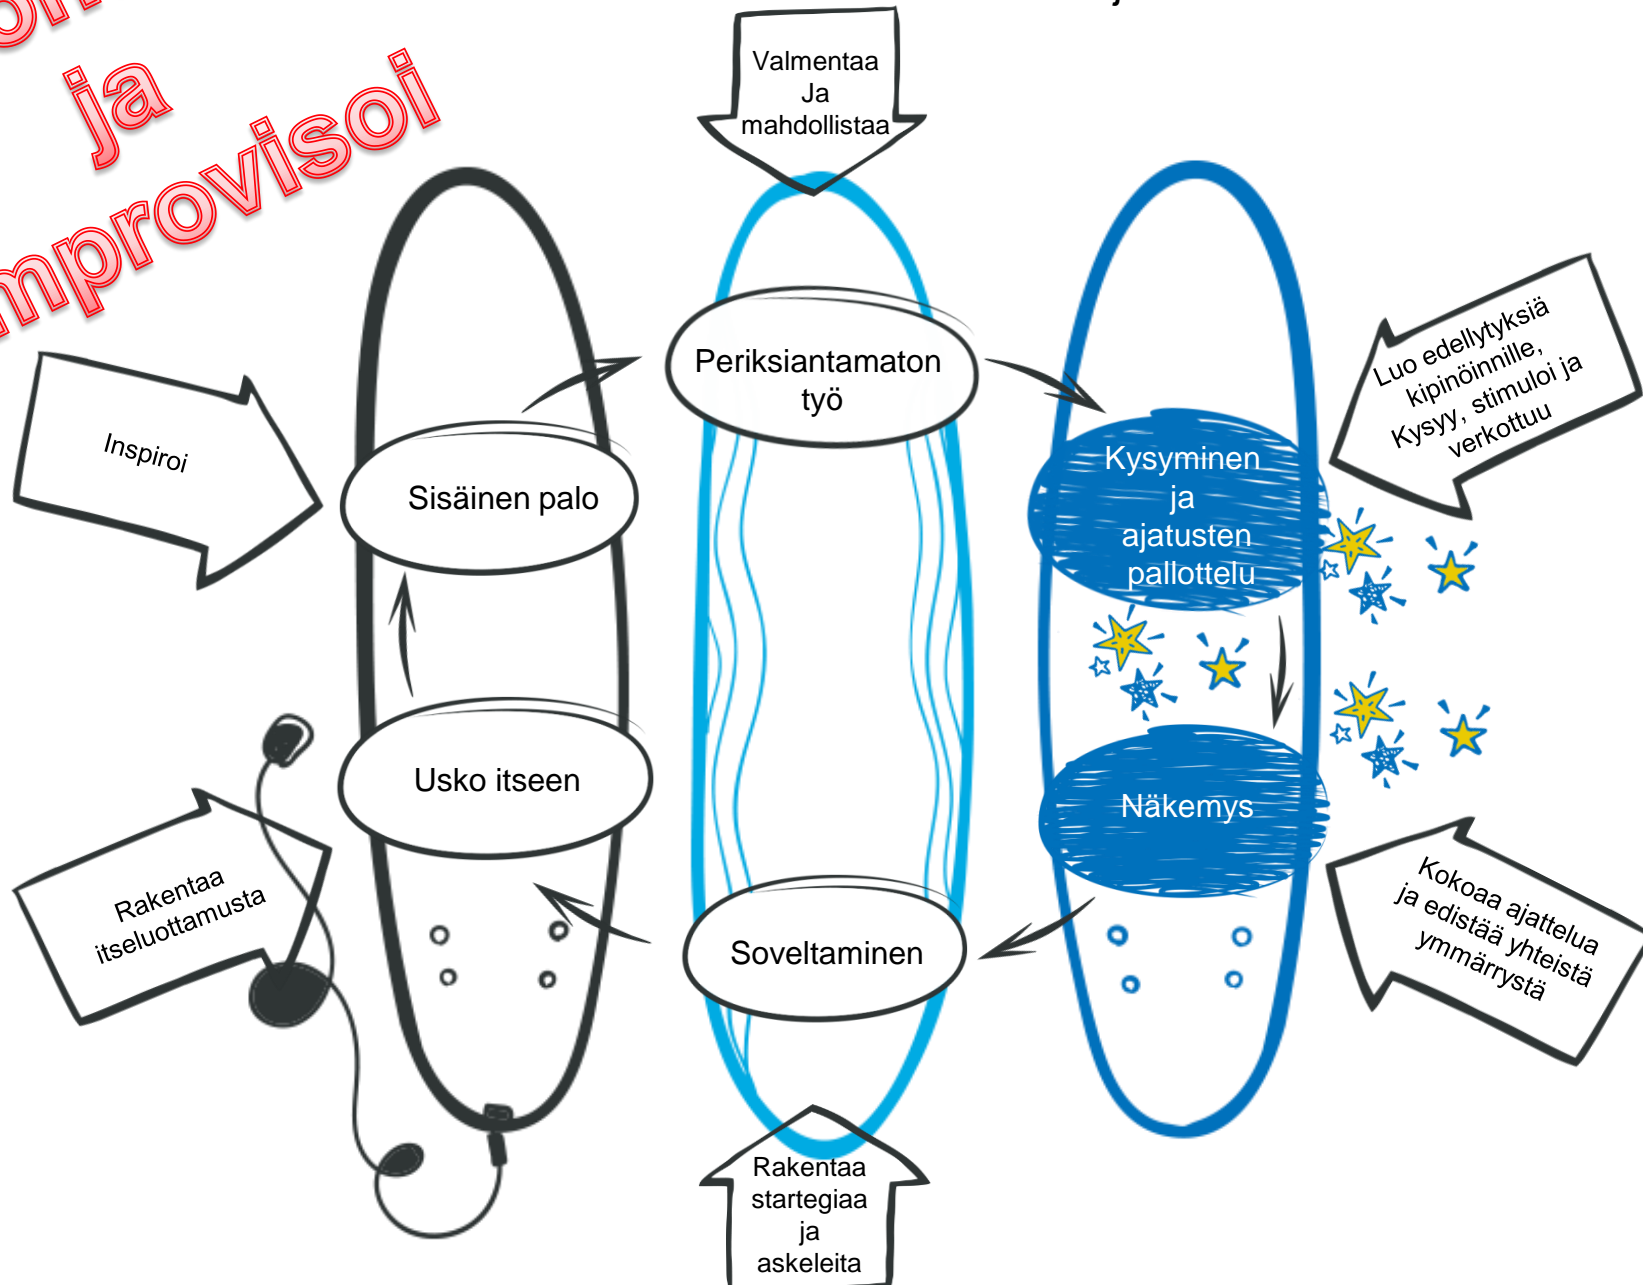 ja
mprovisoi
Valmentaa
Ja
mahdollistaa
Luo edellytyksiä
kipinöinnille,
Kysyy, stimuloi ja
verkottuu
Periksiantamaton
työ
Inspiroi
Sisäinen palo
Kysyminen
ja
ajatusten
pallottelu
Usko itseen
Näkemys
Rakentaa
itseluottamusta
Soveltaminen
Kokoaa ajattelua
ja edistää yhteistä
ymmärrystä
Rakentaa
startegiaa
ja
askeleita